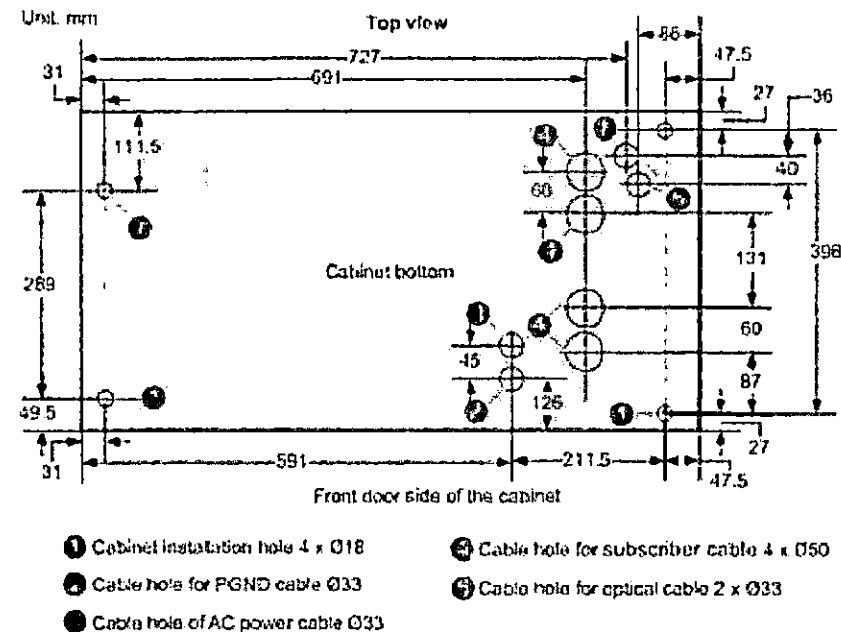 Unit: mm
Top view
86
727
47.5
31
691
27
36
111.5
60
40
289
Cabinet bottom
131
398
60
45
87
49.5
126
27
31
591
211.5
47.5
Front door side of the cabinet
1 Cabinet installation hole 4 x Ø18
Cable hole for subscriber cable 4 x Ø50
Cable hole for PGND cable Ø33
Cable hole for optical cable 2 x Ø33
Cable hole of AC power cable Ø33